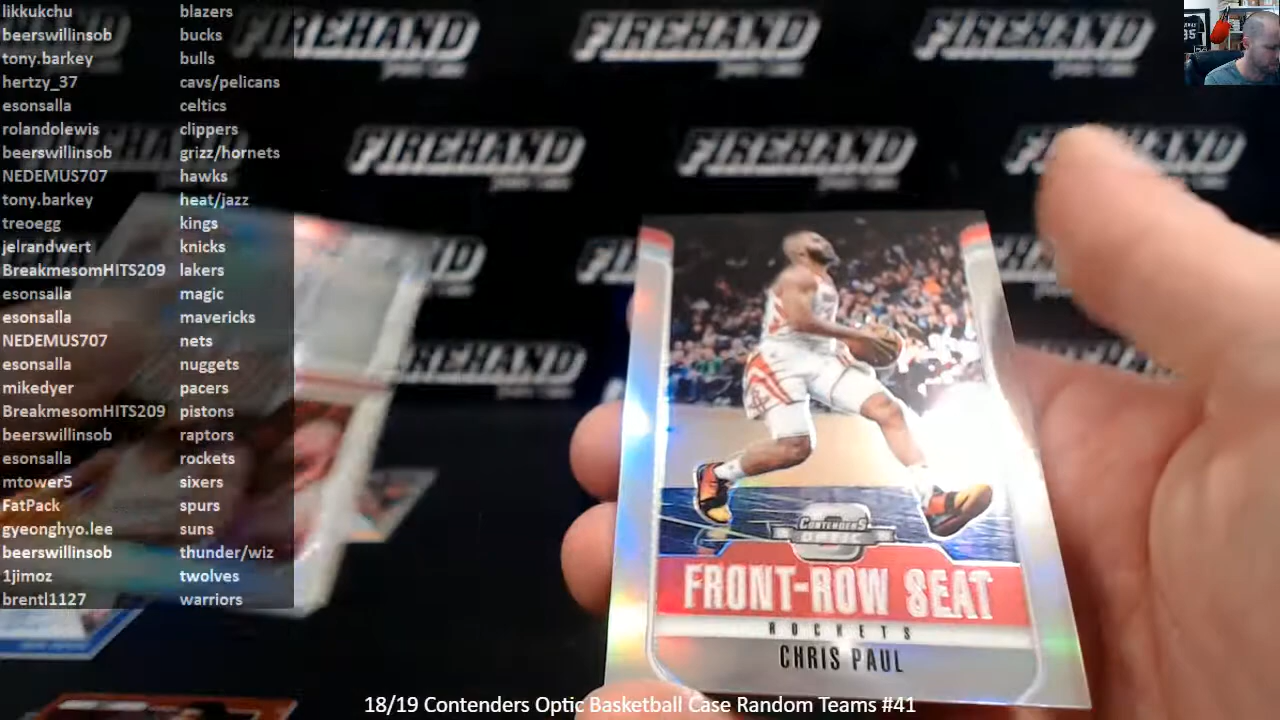 likkukchu blazers
beerswillinsob bucks
tony.barkey bulls
hertzy_37 cavs/pelicans
esonsalla celtics
rolandolewis clippers
beerswillinsob grizz/hornets
NEDEMUS707 hawks
tony.barkey heat/jazz
treoegg kings
jelrandwert knicks
BreakmesomHITS209 lakers
esonsalla magic
esonsalla mavericks
NEDEMUS707 nets
esonsalla nuggets
mikedyer pacers
BreakmesomHITS209 pistons
beerswillinsob raptors
esonsalla rockets
mtower5 sixers
FatPack spurs
gyeonghyo.lee suns
beerswillinsob thunder/wiz
1jimoz twolves
brentl1127 warriors
FIREHAND
FIREHAND
FIREHAND
FIREHAND
FIREHAND
FIREHAND
FIREHAND
CONTENDERS
OPTIC
FRONT-ROW SEAT
ROCKETS
CHRIS PAUL
18/19 Contenders Optic Basketball Case Random Teams #41